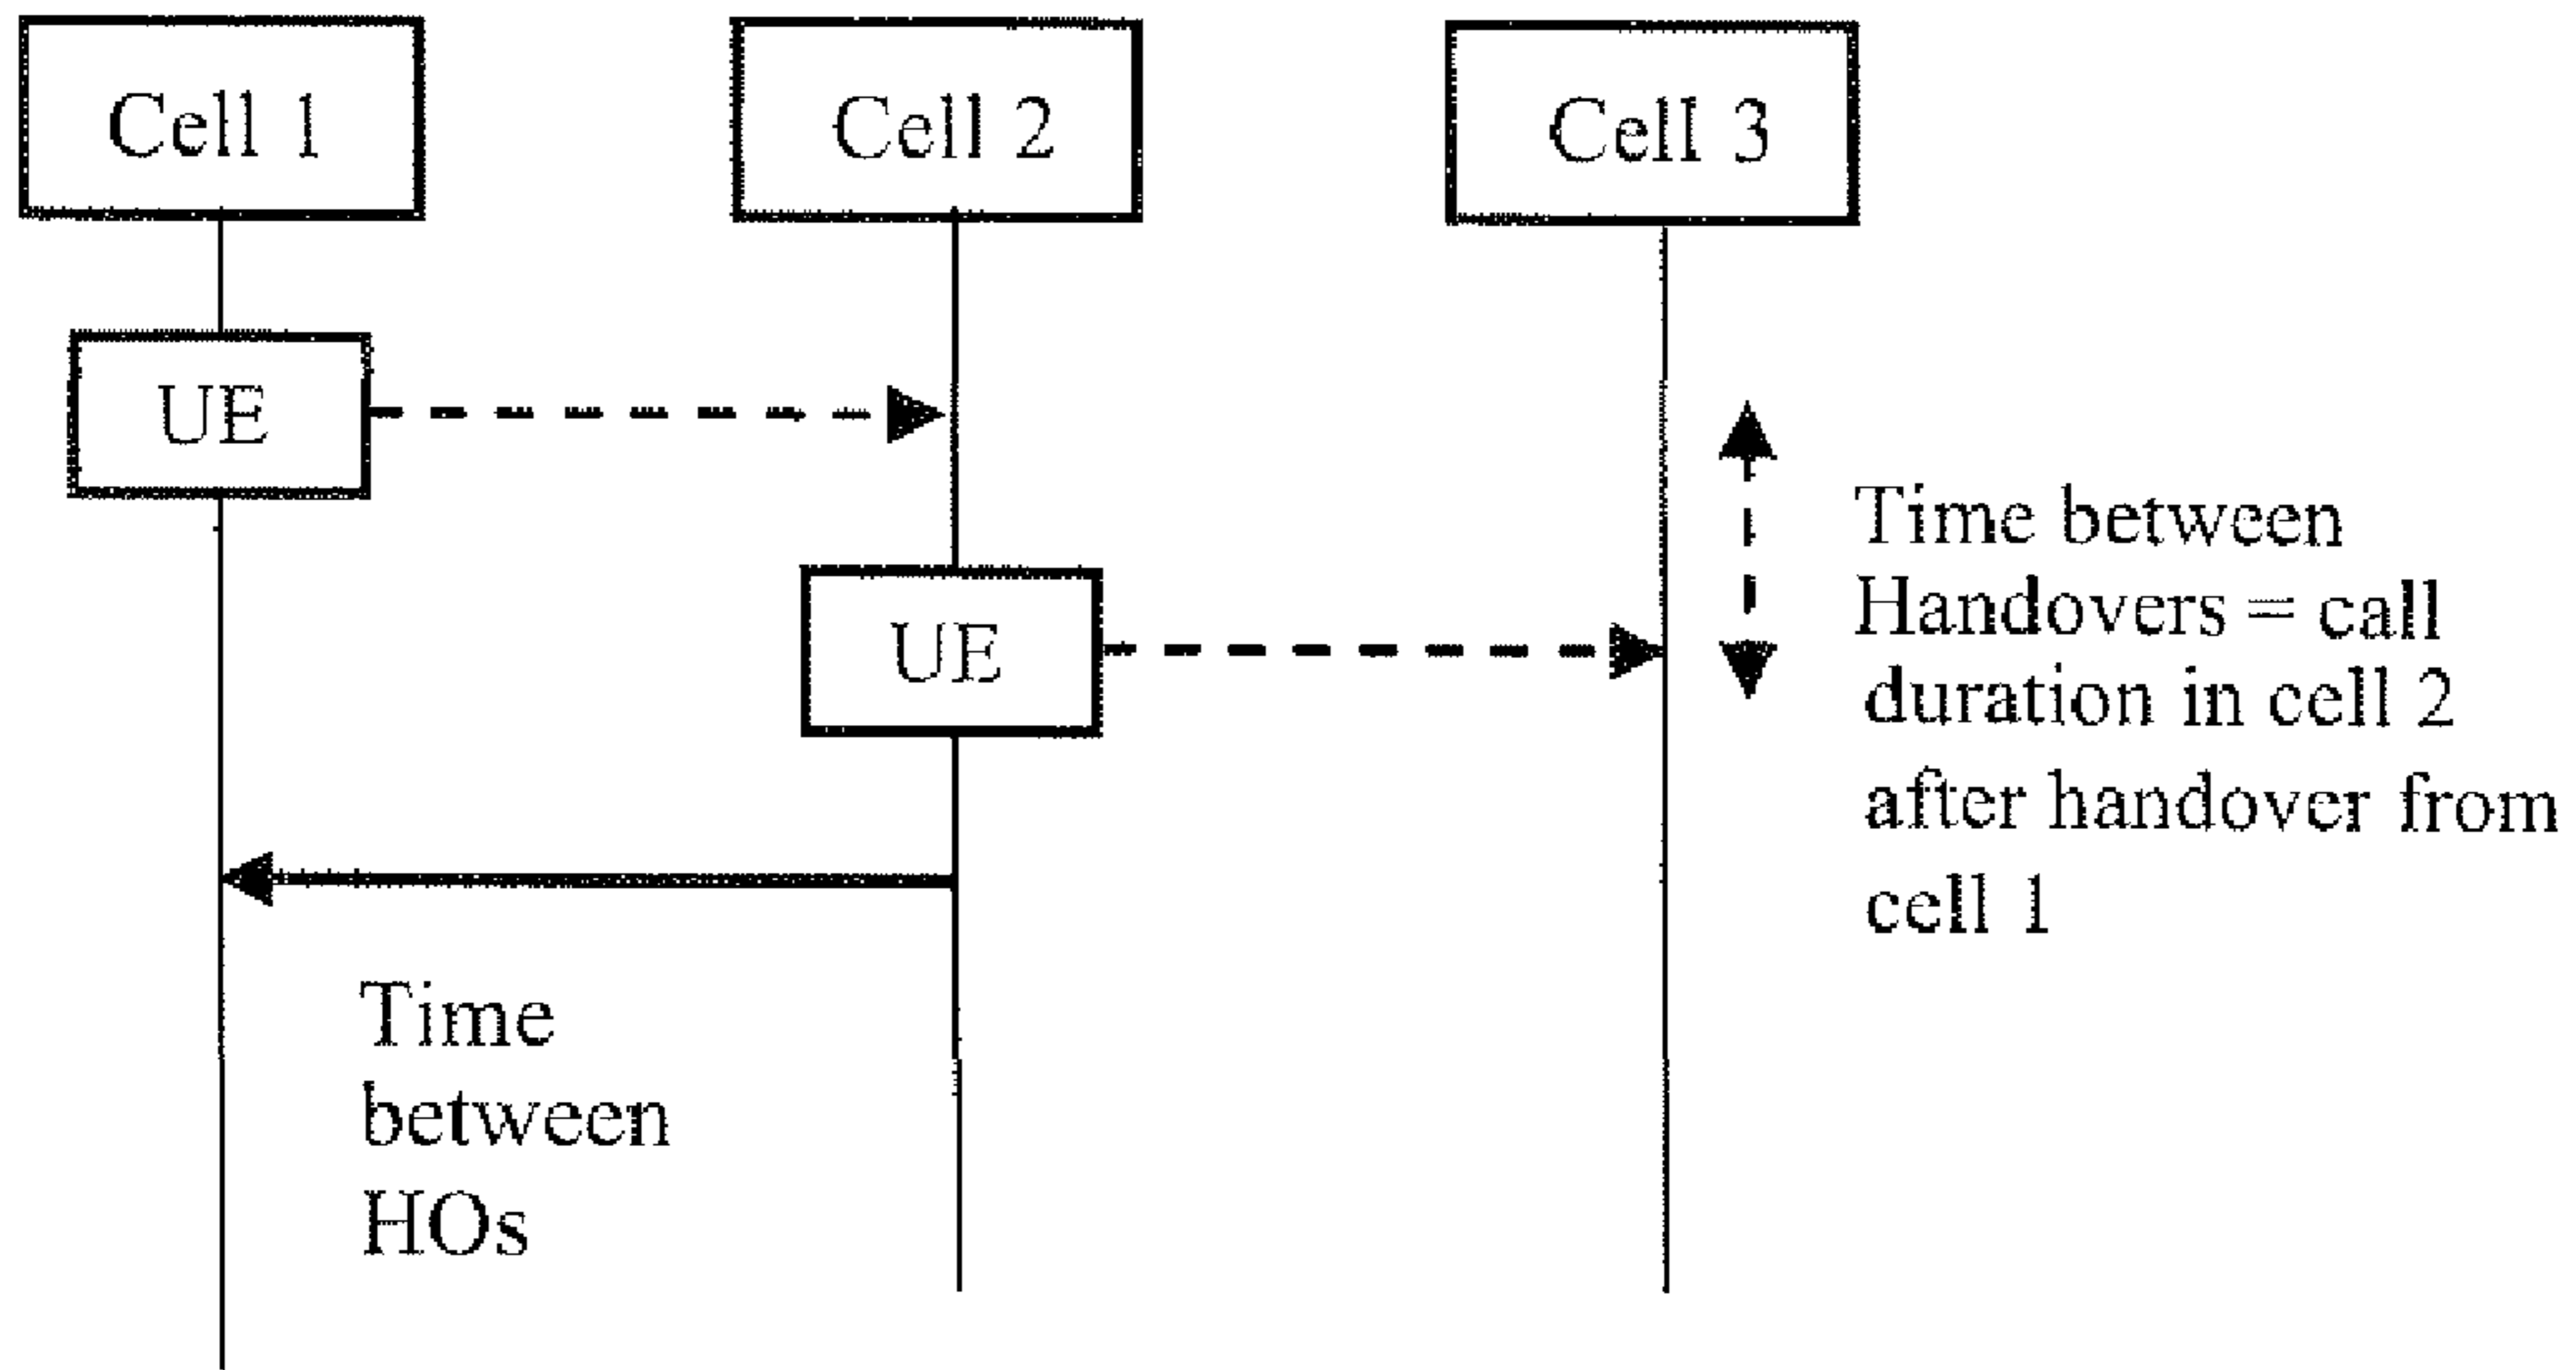 Cell 1
Cell 2
Cell 3
UE
UE
Time between
Handovers = call
duration in cell 2
after handover from
cell 1
Time
between
HOs